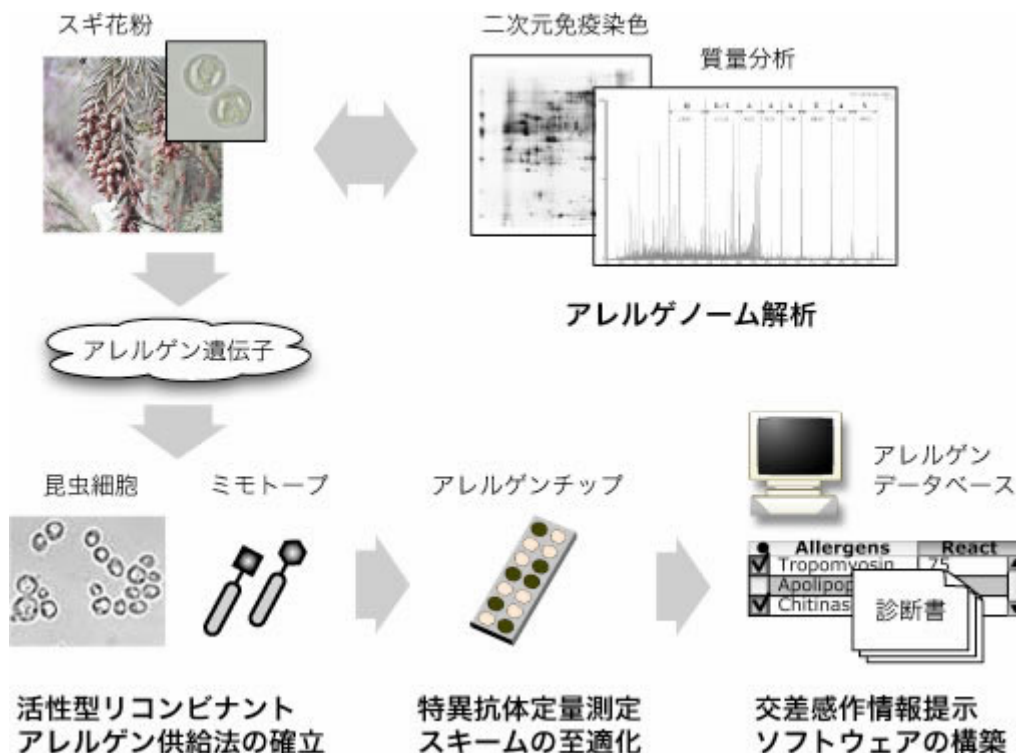 スギ花粉
二次元免疫染色
質量分析
アレルゲノーム解析
アレルゲン遺伝子
昆虫細胞
ミモトープ
アレルゲンチップ
アレルゲン
データベース
Allergens React
Tropomyosin 75
Apolipop
Chitinas
診断書
活性型リコンビナント
アレルゲン供給法の確立
特異抗体定量測定
スキームの至適化
交差感作情報提示
ソフトウェアの構築